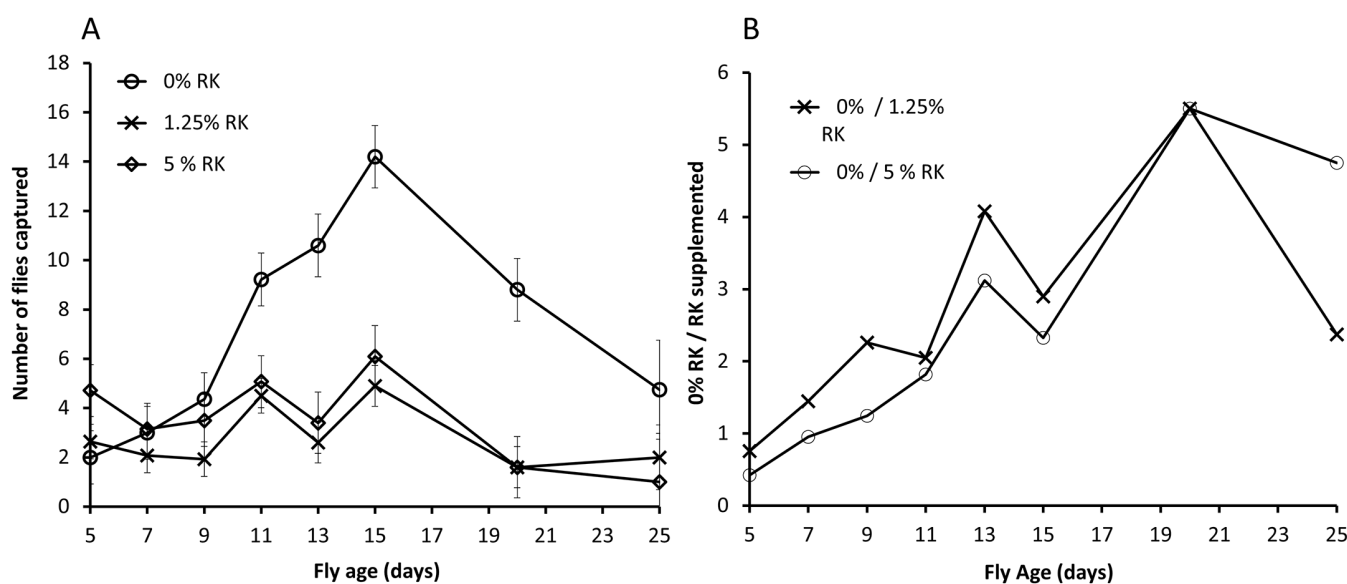 A
Number of flies captured
18
16
14
12
10
8
6
4
2
0
0% RK
1.25% RK
5 % RK
5 7 9 11 13 15 17 19 21 23 25
Fly age (days)
B
0% RK / RK supplemented
6
5
4
3
2
1
0
0% / 1.25%
RK
0% / 5 % RK
5 7 9 11 13 15 17 19 21 23 25
Fly Age (days)